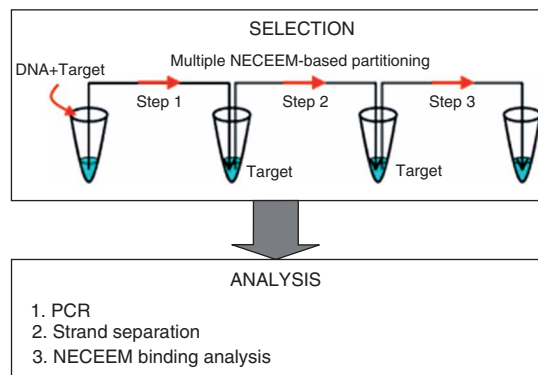 SELECTION
Multiple NECEEM-based partitioning
DNA+Target
Step 1
Step 2
Step 3
Target
Target
ANALYSIS
1. PCR
2. Strand separation
3. NECEEM binding analysis